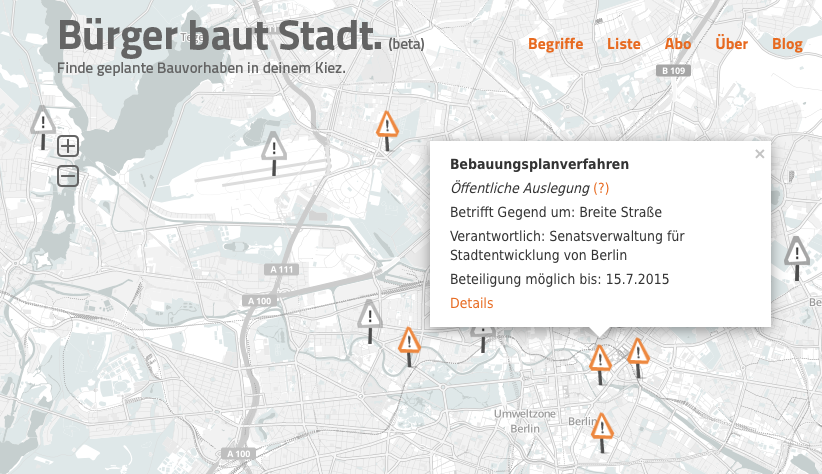 Bürger baut Stadt. (beta)
Finde geplante Bauvorhaben in deinem Kiez.
Begriffe Liste Abo Über Blog
B 109
Bebauungsplanverfahren
×
Öffentliche Auslegung (?)
Betrifft Gegend um: Breite Straße
Verantwortlich: Senatsverwaltung für
Stadtentwicklung von Berlin
Beteiligung möglich bis: 15.7.2015
Details
A 111
A 100
Be
Umweltzone
Berlin
Berlin
A 100